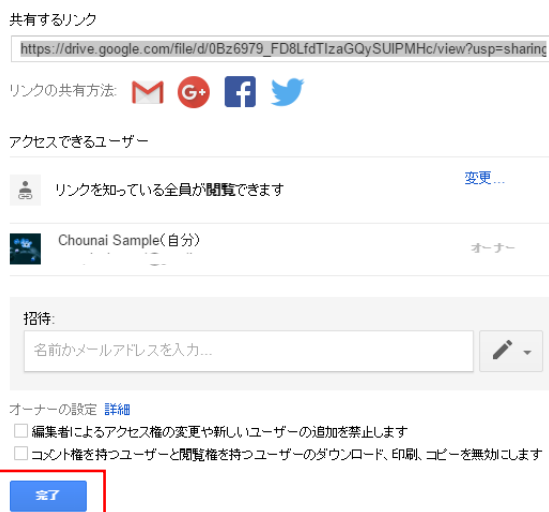 共有するリンク
https://drive.google.com/file/d/0Bz6979_FD8LfdTIzaGQySUlPMHc/view?usp=sharing
リンクの共有方法:
アクセスできるユーザー
リンクを知っている全員が閲覧できます
変更...
Chounai Sample(自分)
オーナー
招待:
名前かメールアドレスを入力...
オーナーの設定 詳細
編集者によるアクセス権の変更や新しいユーザーの追加を禁止します
コメント権を持つユーザーと閲覧権を持つユーザーのダウンロード、印刷、コピーを無効にします
完了